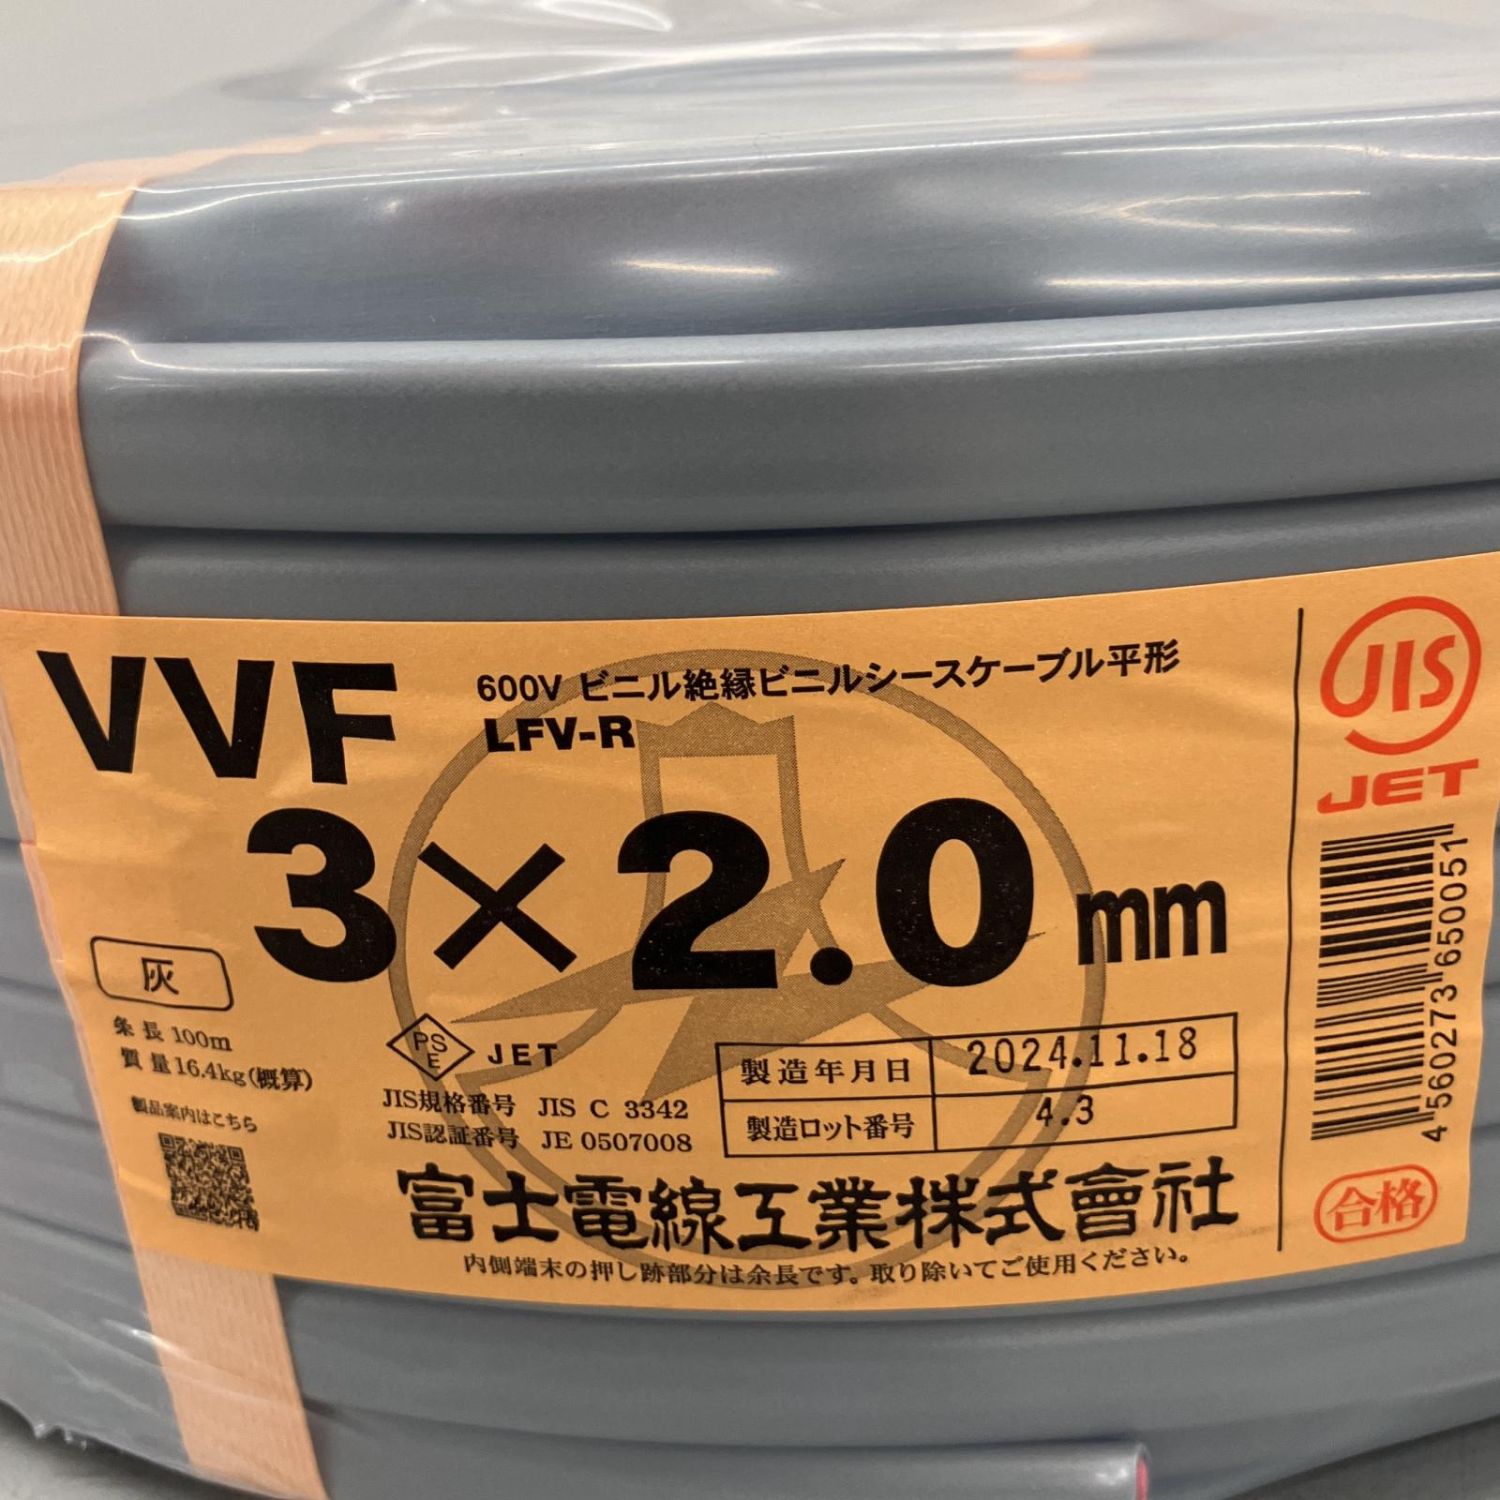 VVF
600V ビニル絶縁ビニルシースケーブル平形
LFV-R
3×2.0mm
灰
条長 100m
質量16.4kg(概算)
製品案内はこちら
PS
E
JET
JIS規格番号 JIS C 3342
JIS認証番号 JE 0507008
製造年月日 2024.11.18
製造ロット番号 4.3
富士電線工業株式會社
内側端末の押し跡部分は余長です。取り除いてご使用ください。
JIS
JET
4 560273 650051
合格